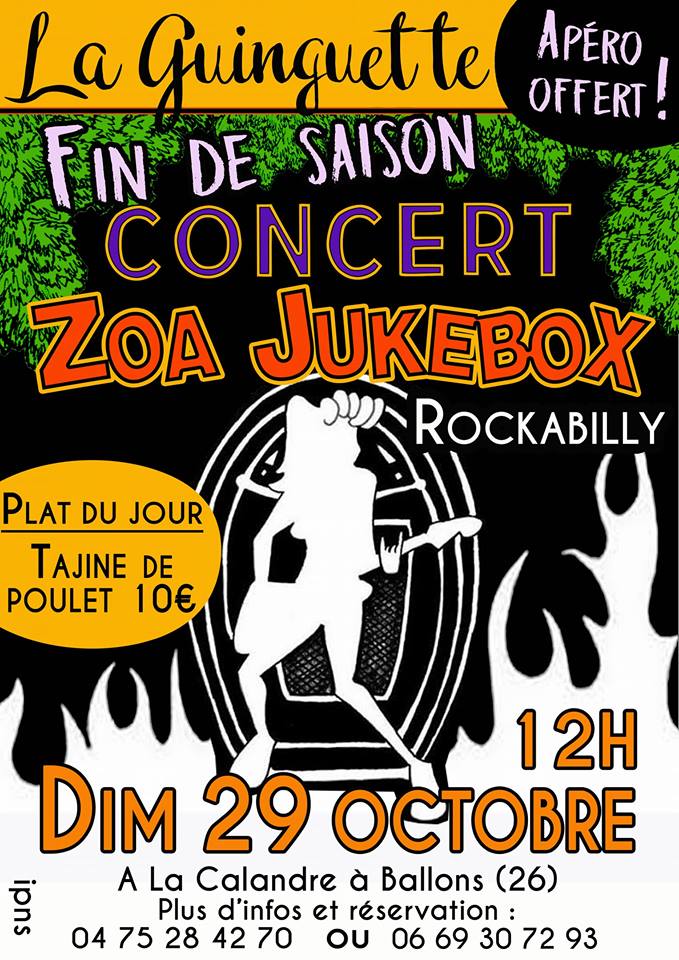 La Guinguette
APÉRO
OFFERT !
FIN DE SAISON
CONCERT
ZOA JUKEBOX
ROCKABILLY
PLAT DU JOUR
TAJINE DE
POULET 10€
12H
DIM 29 OCTOBRE
A La Calandre à Ballons (26)
Plus d'infos et réservation :
04 75 28 42 70 OU 06 69 30 72 93
ipns